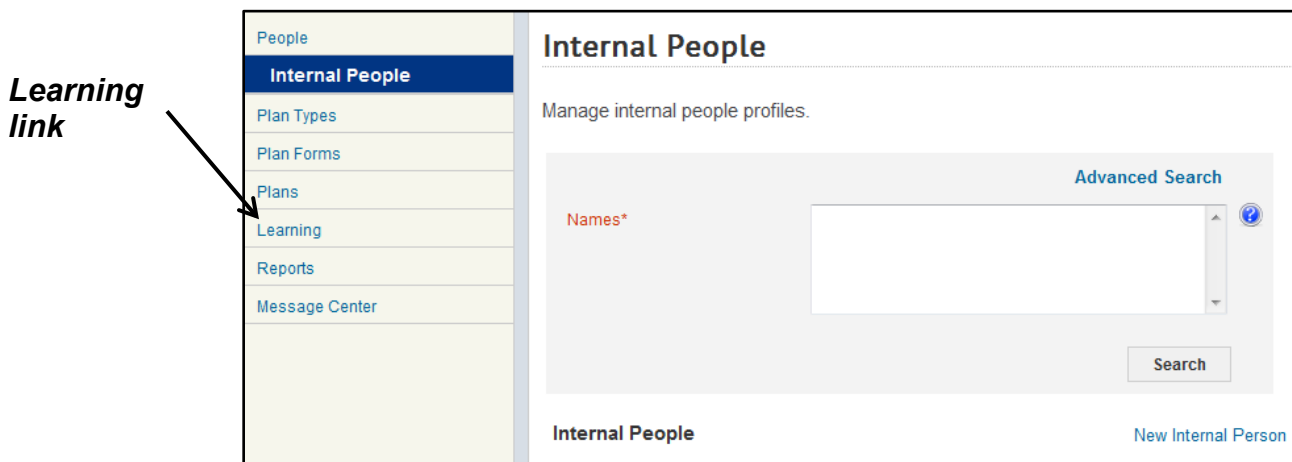 Learning
link
People
Internal People
Plan Types
Plan Forms
Plans
Learning
Reports
Message Center
Internal People
Manage internal people profiles.
Advanced Search
Names*
?
Search
Internal People
New Internal Person